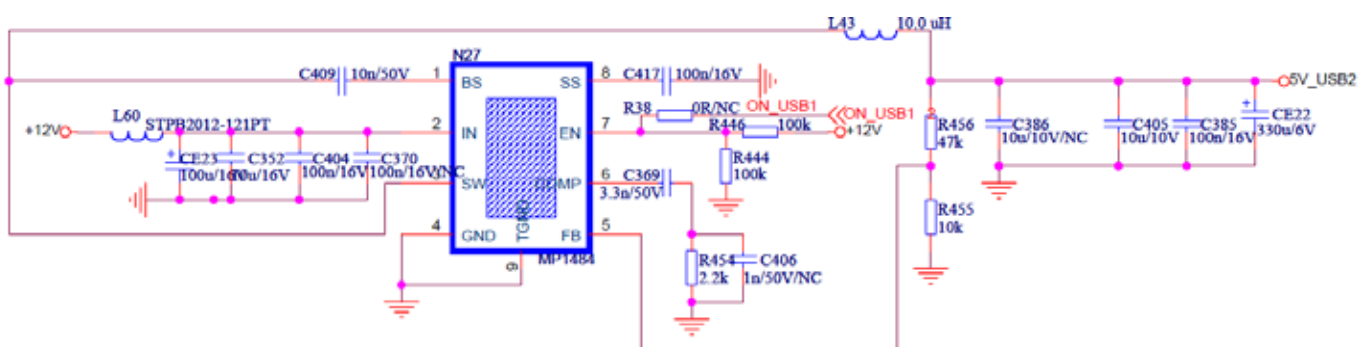 L43 10.0 uH
N27
C409 10n/50V
1 BS
SS 8
C417 100n/16V
5V_USB2
L60
STPB2012-121PT
+12V
2 IN
EN 7
R38 0R/NC
ON_USB1
ON_USB1
R446 100k
+12V
R456
47k
C386
10u/10V/NC
C405
10u/10V
C385
100n/16V
CE22
330u/6V
CE23
100u/16V
C352
10u/16V
C404
100n/16V
C370
100n/16V/NC
R444
100k
3 SW
COMP 6
C369
3.3n/50V
R455
10k
4 GND
TGND
9
FB 5
MP1484
R454
2.2k
C406
1n/50V/NC